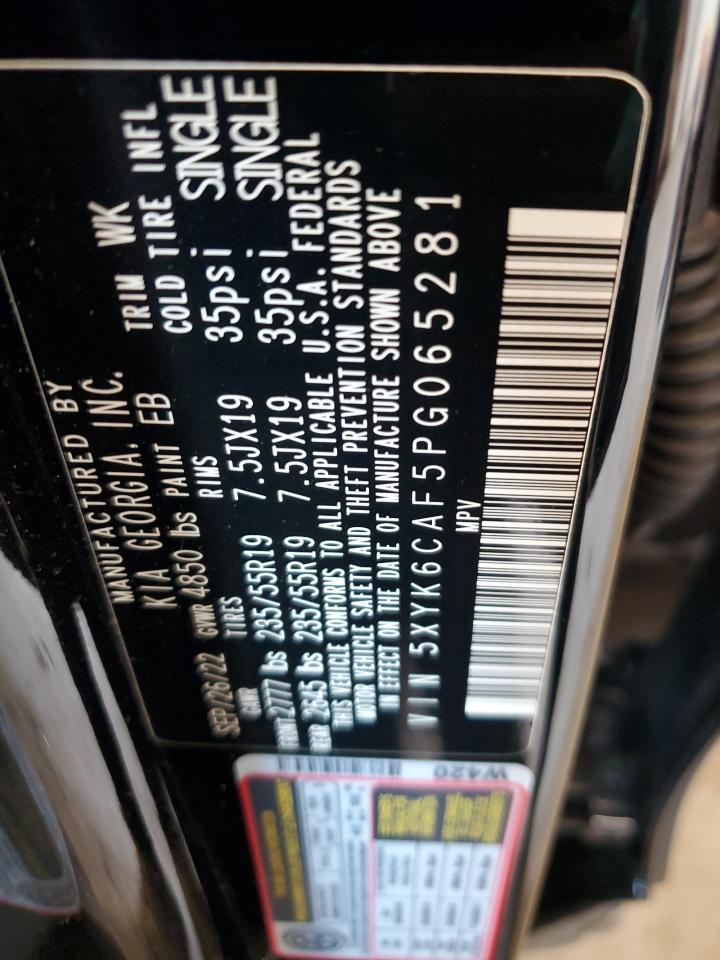 MANUFACTURED BY
KIA GEORGIA, INC. TRIM WK
SEP/26/22 GVWR 4850 lbs PAINT EB COLD TIRE INFL
GAWR TIRES RIMS
FRONT 2777 lbs 235/55R19 7.5JX19 35psi SINGLE
REAR 2645 lbs 235/55R19 7.5JX19 35psi SINGLE
THIS VEHICLE CONFORMS TO ALL APPLICABLE U.S.A. FEDERAL
MOTOR VEHICLE SAFETY AND THEFT PREVENTION STANDARDS
IN EFFECT ON THE DATE OF MANUFACTURE SHOWN ABOVE
VIN 5XYK6CAF5PG065281
MPV
W420